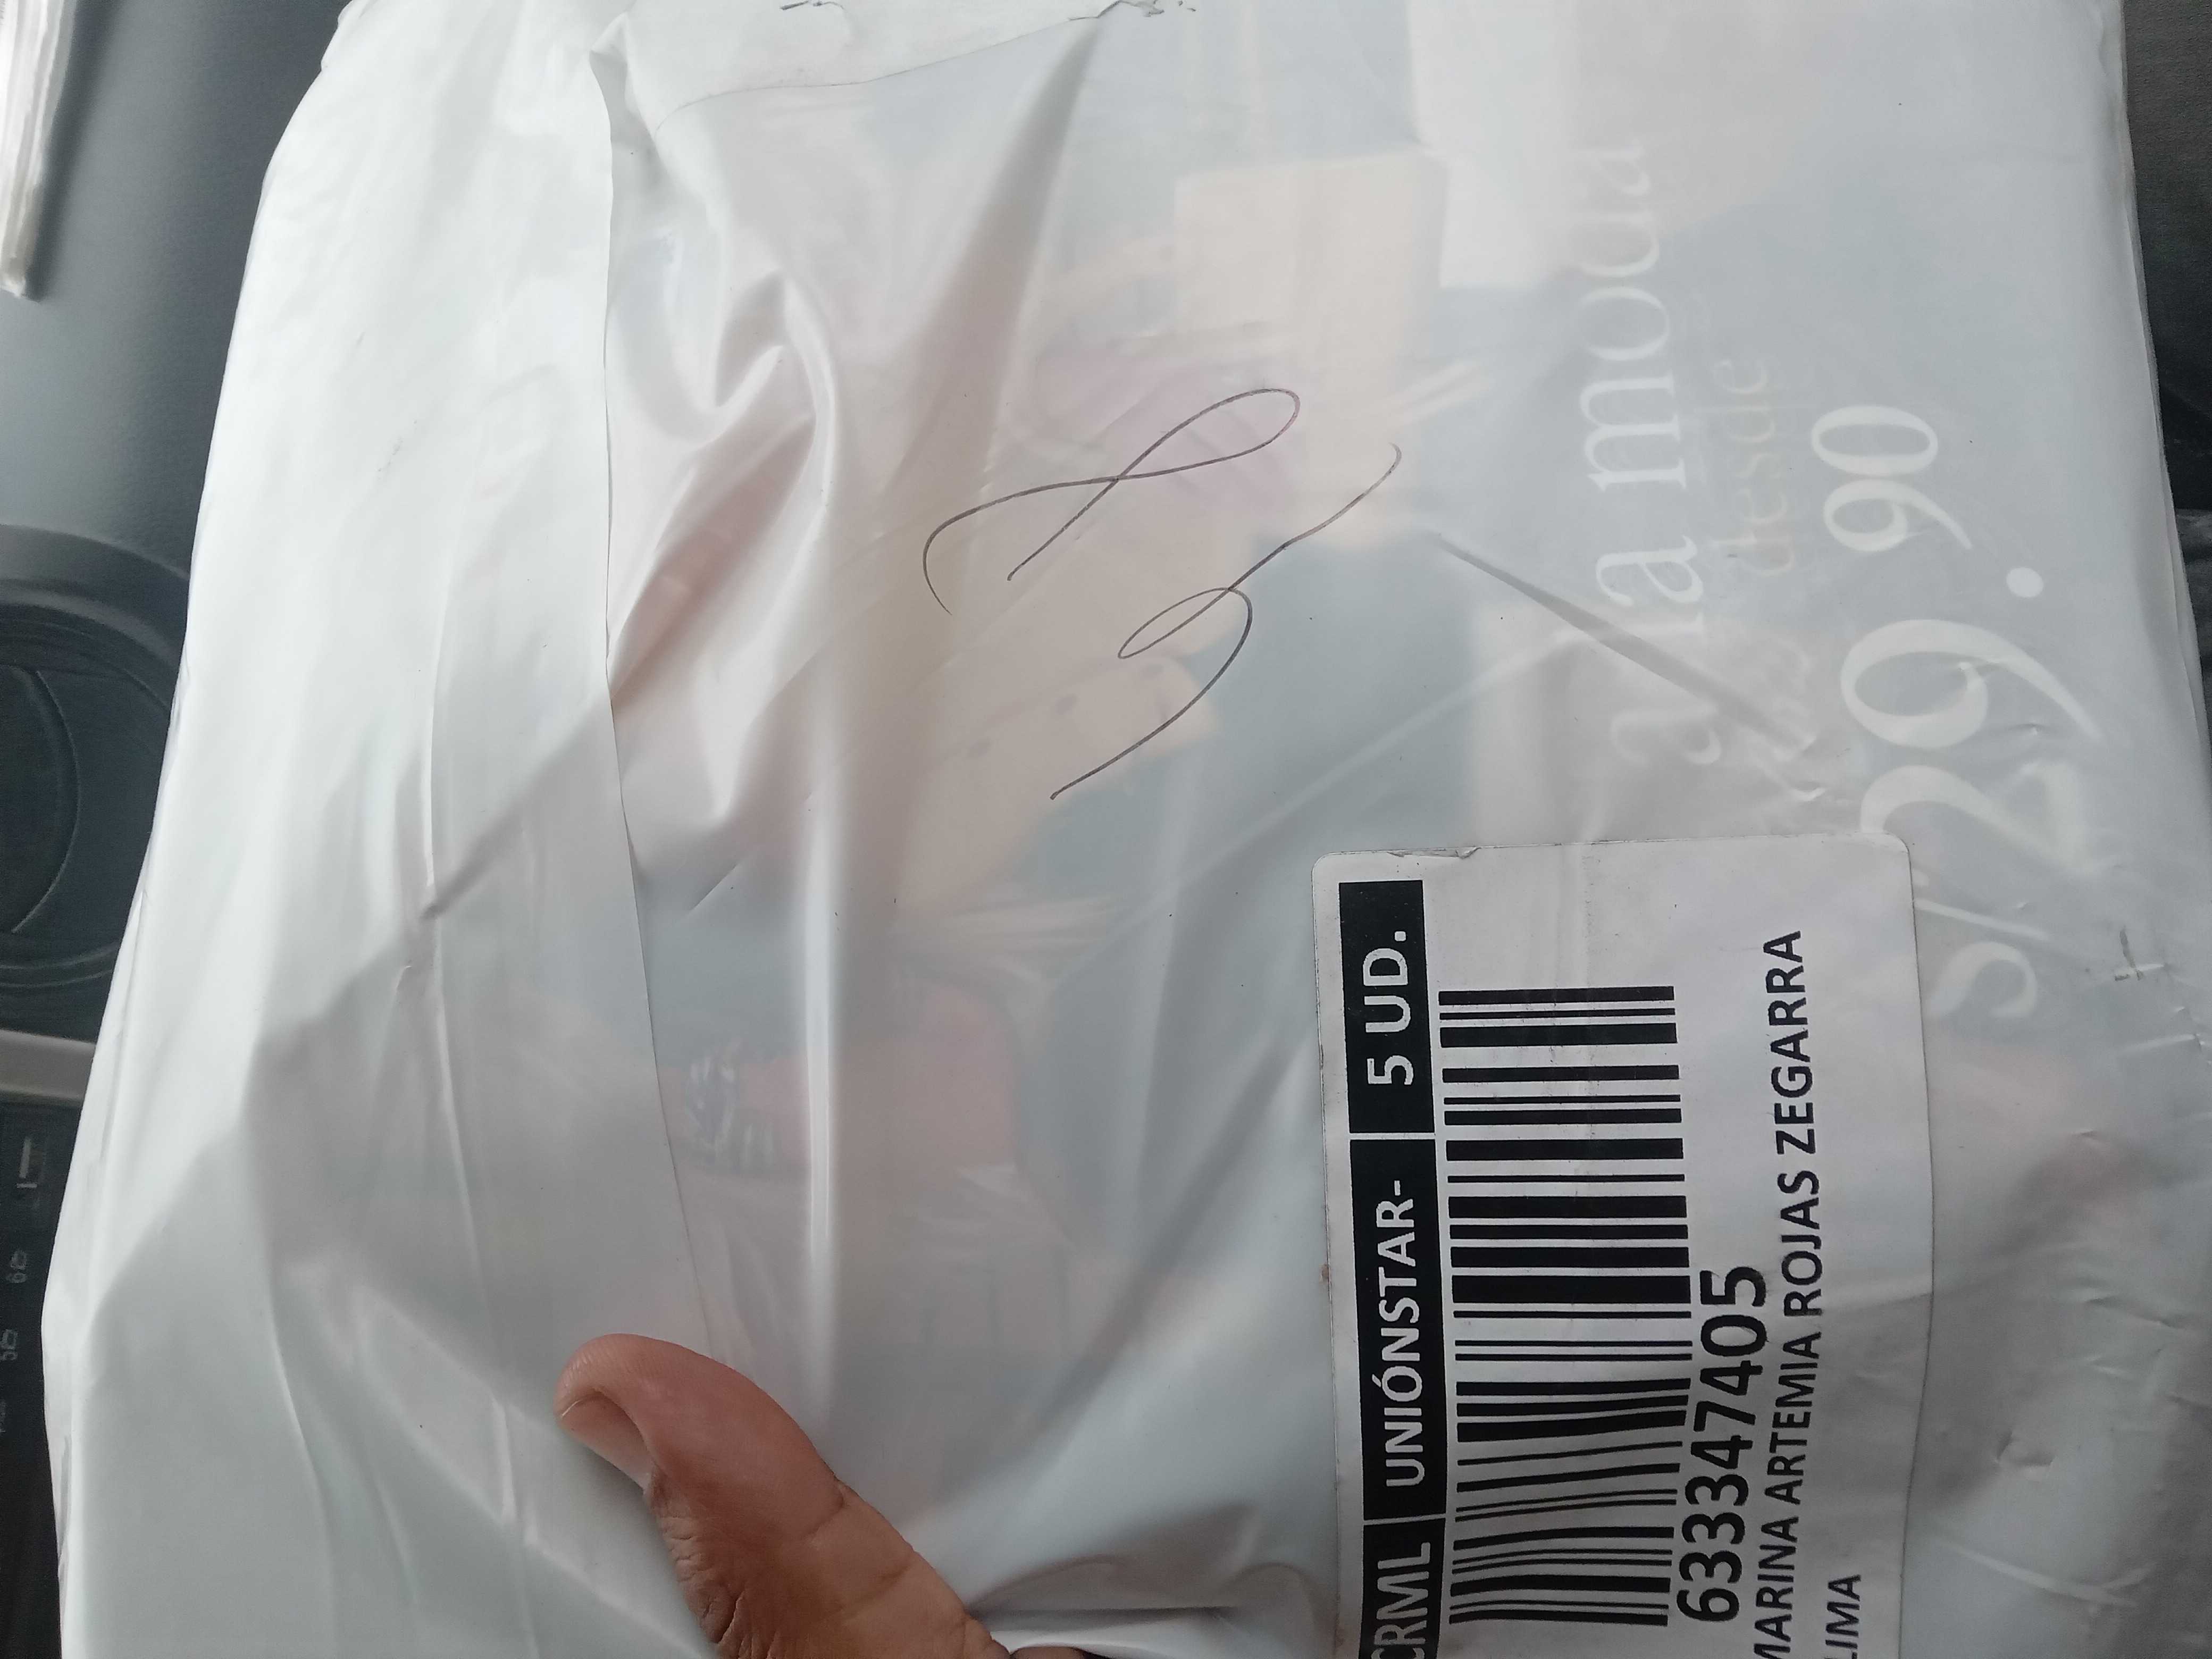 CRML UNIÓNSTAR- 5 UD.
633347405
MARINA ARTEMIA ROJAS ZEGARRA
LIMA
a la moda
desde
S/29.90